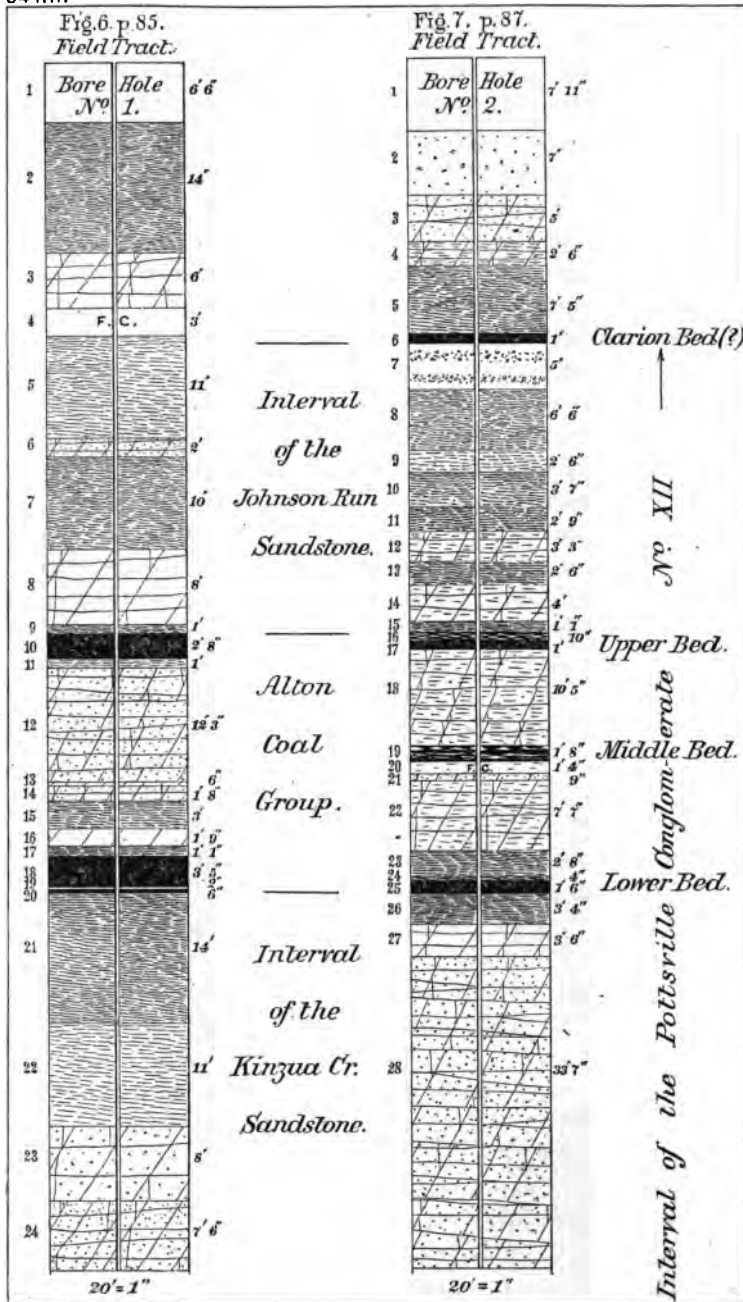 Fig. 6. p. 85.
Field Tract.
Bore Hole
No. 1.
1 6' 6"
2 14'
3 6'
4 F. C. 3'
5 11'
6 2'
7 10'
8 8'
9 1'
10 2' 8"
11 1'
12 12' 3"
13 6"
14 1' 8"
15 3'
16 1' 9"
17 1' 1"
18 3' 5"
19
20 6"
21 14'
22 11'
23 8'
24 7' 6"
20' = 1"
Interval
of the
Johnson Run
Sandstone.
Alton
Coal
Group.
Interval
of the
Kinzua Cr.
Sandstone.
Fig. 7. p. 87.
Field Tract.
Bore Hole
No. 2.
1 7' 11"
2 7'
3 5'
4 2' 6"
5 7' 5"
6 1' Clarion Bed (?)
7 5'
8 6' 6"
9 2' 6"
10 3' 7"
11 2' 9"
12 3' 3"
13 2' 6"
14 4'
15 1' 1"
16 10"
17 1' Upper Bed.
18 10' 5"
19 1' 8" Middle Bed.
20 F. C. 1' 4"
21 9"
22 7' 7"
23 2' 8"
24 4"
25 1' 6" Lower Bed.
26 3' 4"
27 3' 6"
28 33' 7"
20' = 1"
Interval of the Pottsville Conglom-erate No. XII